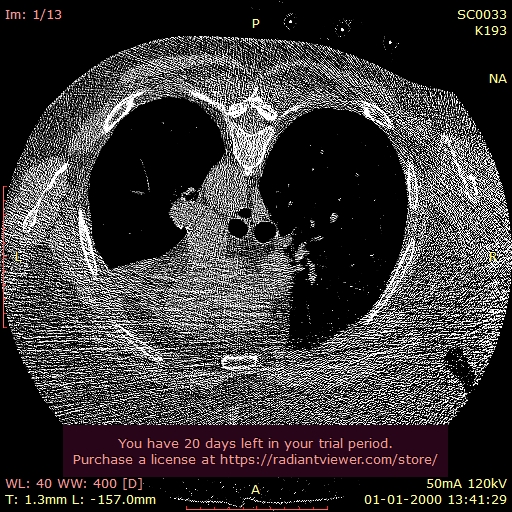 Im: 1/13
P
SC0033
K193
NA
L
R
You have 20 days left in your trial period.
Purchase a license at https://radiantviewer.com/store/
WL: 40 WW: 400 [D]
T: 1.3mm L: -157.0mm
A
50mA 120kV
01-01-2000 13:41:29